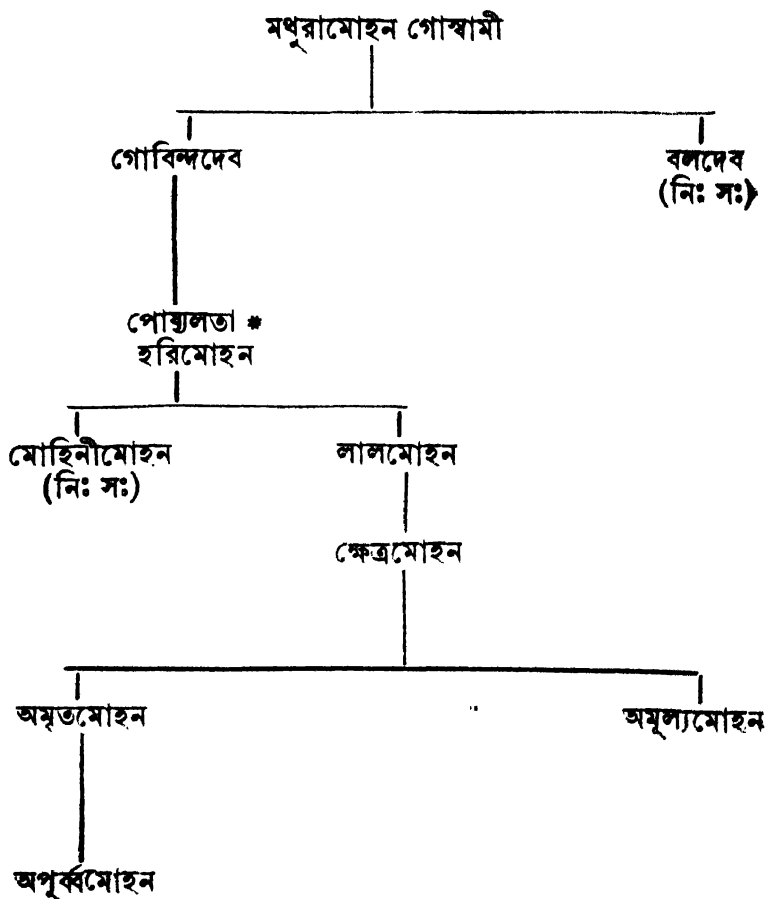 মথুরামোহন গোস্বামী
গোবিন্দদেব
বলদেব
(নিঃ সঃ)
পোষ্যলতা *
হরিমোহন
মোহিনীমোহন
(নিঃ সঃ)
লালমোহন
ক্ষেত্রমোহন
অমৃতমোহন
অমূল্যমোহন
অপূর্ব্বমোহন